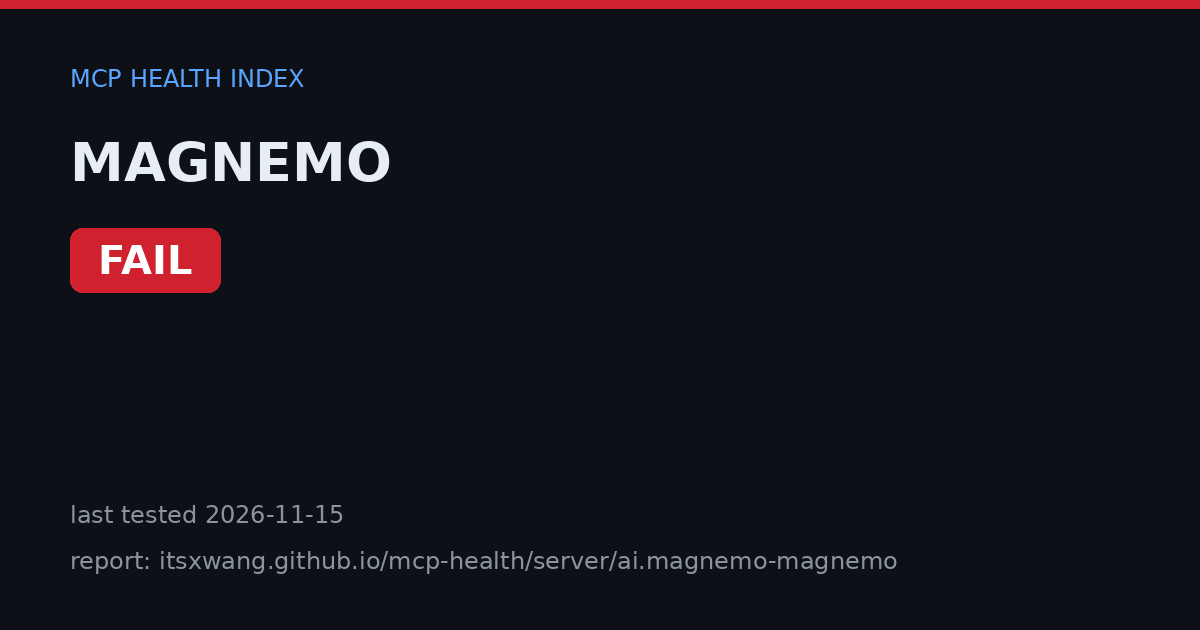 MCP HEALTH INDEX
MAGNEMO
FAIL
last tested 2026-11-15
report: itsxwang.github.io/mcp-health/server/ai.magnemo-magnemo